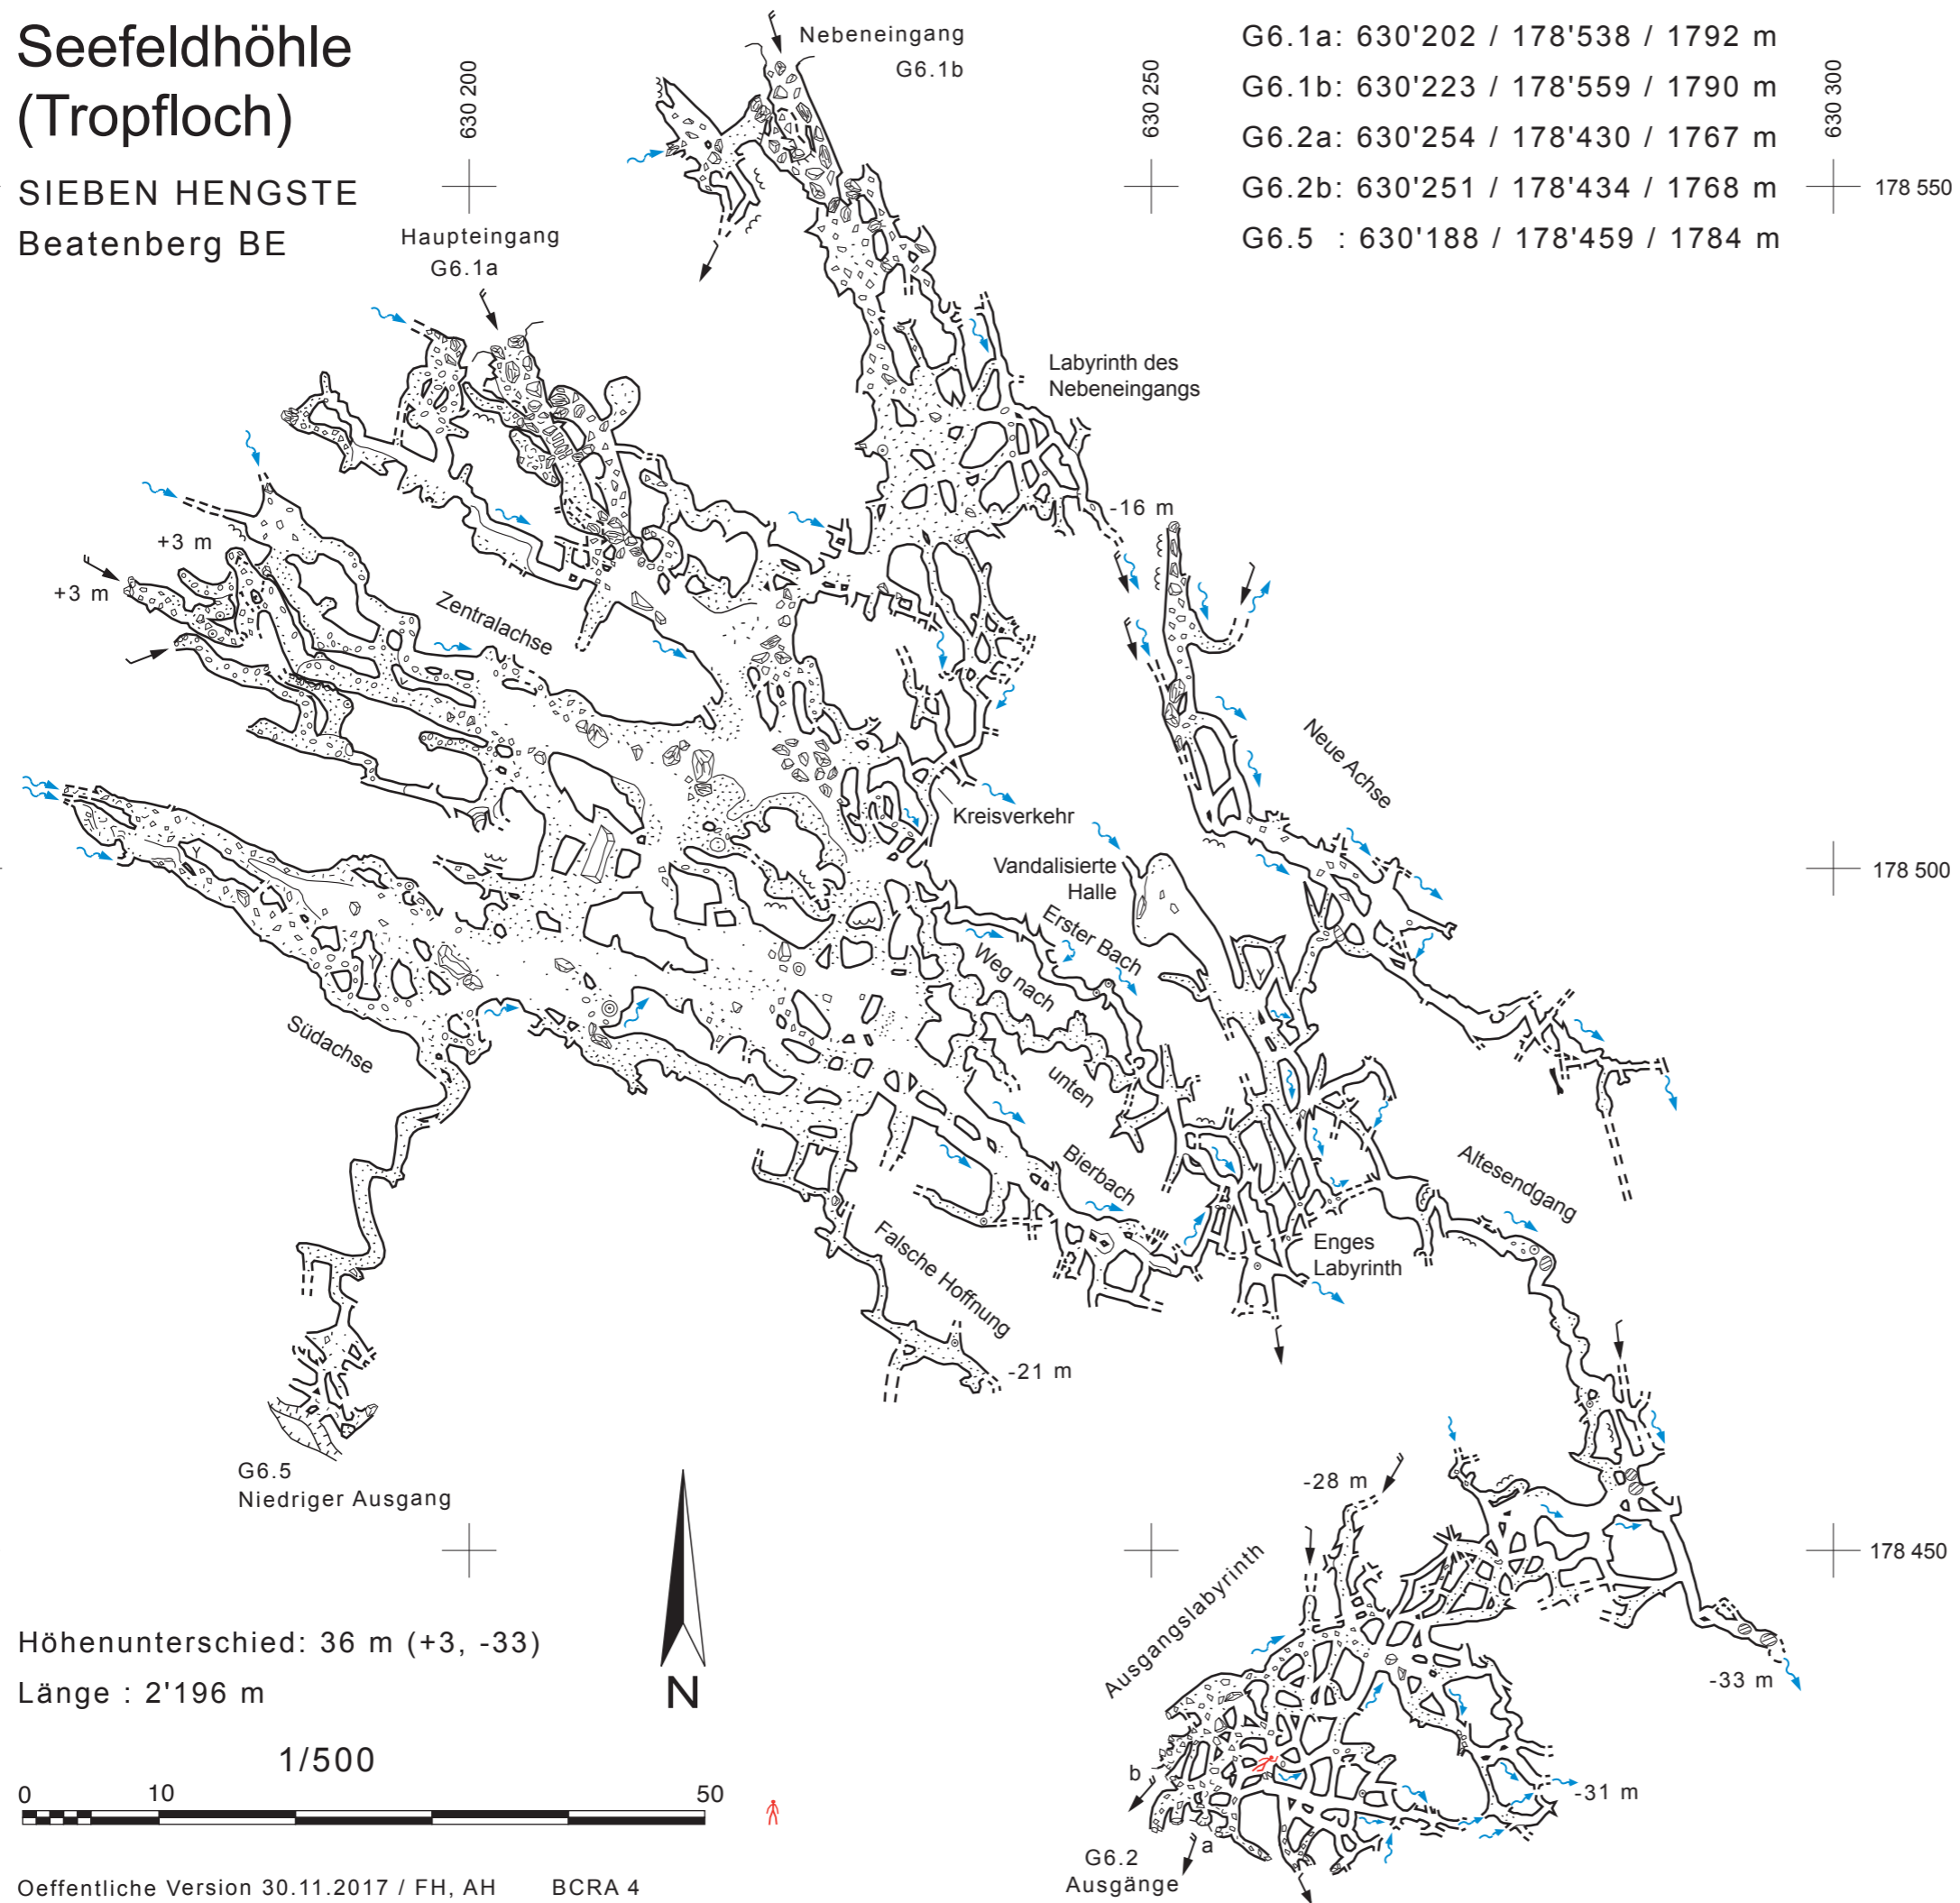 Seefeldhöhle
(Tropfloch)
SIEBEN HENGSTE
Beatenberg BE
Nebeneingang
G6.1b
G6.1a: 630'202 / 178'538 / 1792 m
G6.1b: 630'223 / 178'559 / 1790 m
G6.2a: 630'254 / 178'430 / 1767 m
G6.2b: 630'251 / 178'434 / 1768 m
G6.5 : 630'188 / 178'459 / 1784 m
630 200
630 250
630 300
178 550
Haupteingang
G6.1a
Labyrinth des
Nebeneingangs
-16 m
+3 m
+3 m
Zentralachse
Neue Achse
Kreisverkehr
Vandalisierte
Halle
178 500
Erster Bach
Weg nach
unten
Südachse
Bierbach
Altesendgang
Enges
Labyrinth
Falsche Hoffnung
-21 m
G6.5
Niedriger Ausgang
-28 m
178 450
Ausgangslabyrinth
-33 m
-31 m
b
a
G6.2
Ausgänge
N
Höhenunterschied: 36 m (+3, -33)
Länge : 2'196 m
1/500
0 10 50
Oeffentliche Version 30.11.2017 / FH, AH BCRA 4